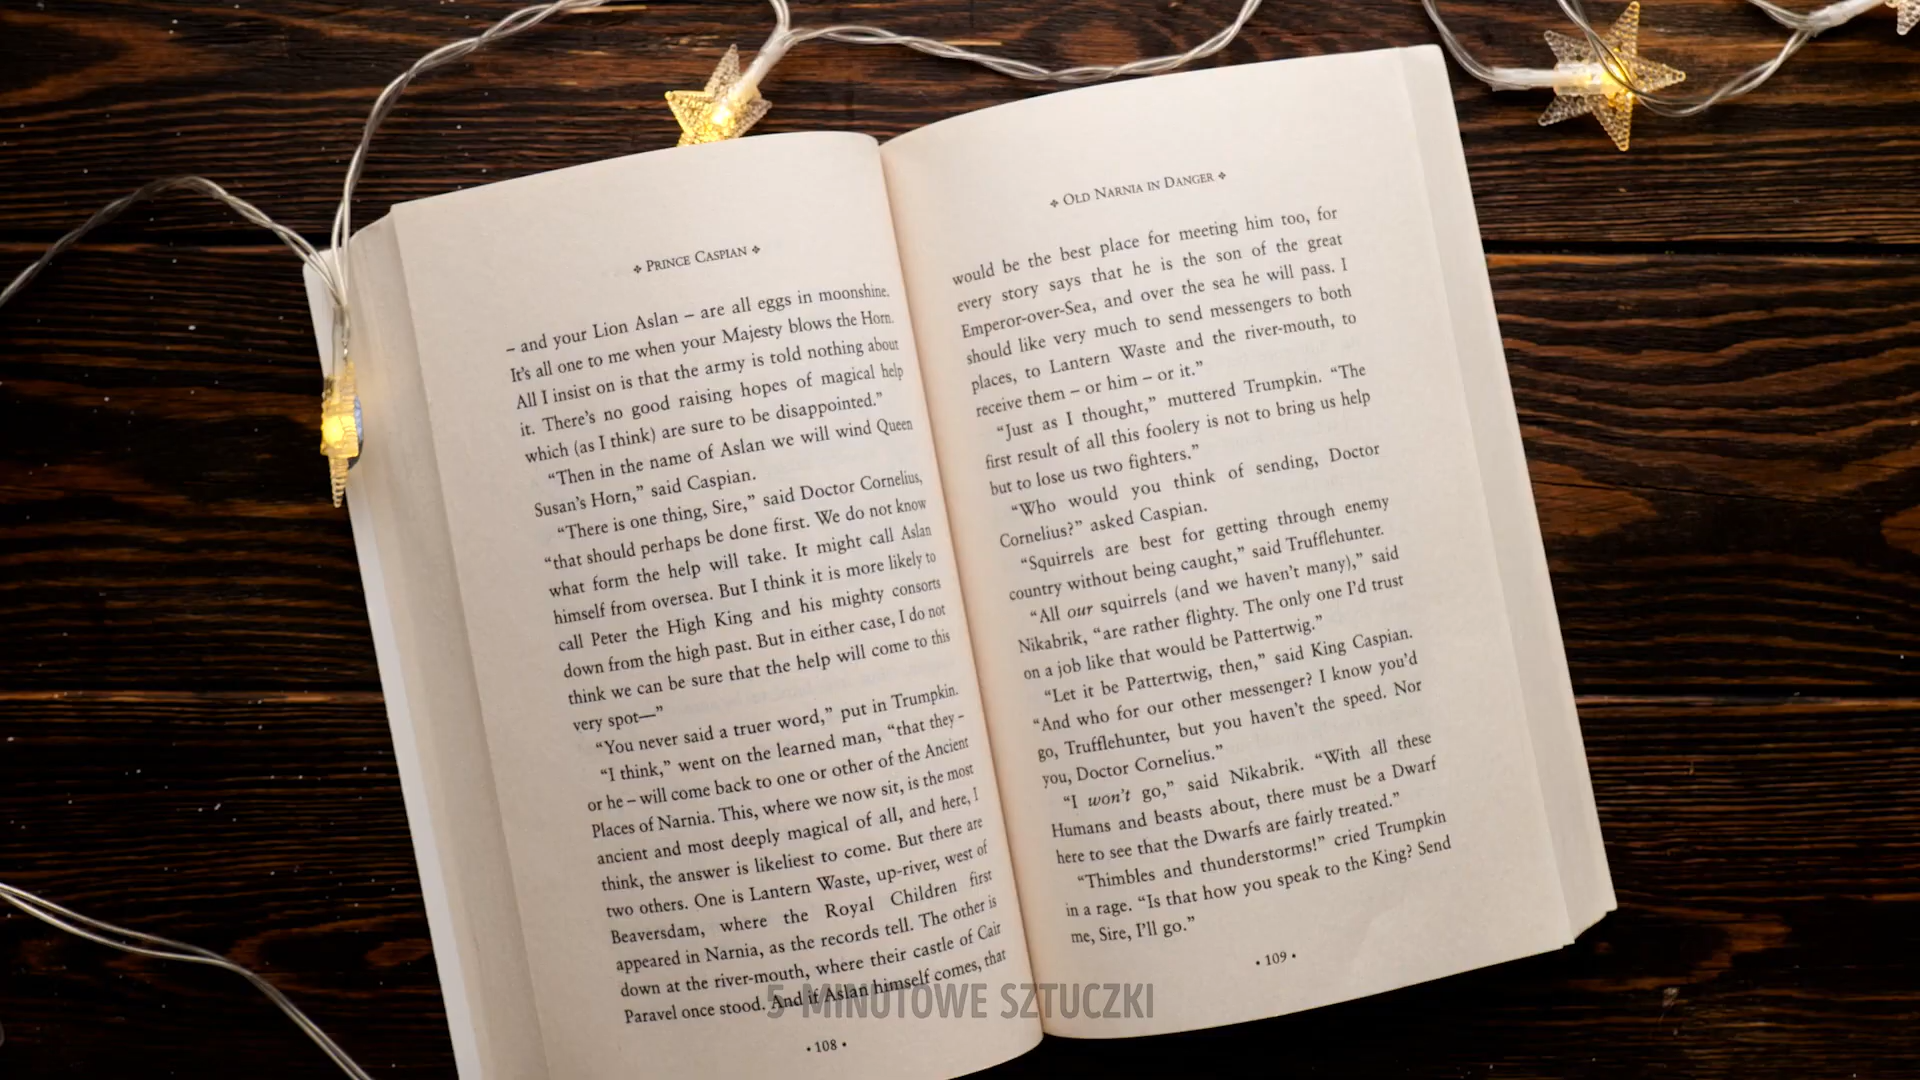 ❖ PRINCE CASPIAN ❖
– and your Lion Aslan – are all eggs in moonshine.
It's all one to me when your Majesty blows the Horn.
All I insist on is that the army is told nothing about
it. There's no good raising hopes of magical help
which (as I think) are sure to be disappointed.”
“Then in the name of Aslan we will wind Queen
Susan's Horn,” said Caspian.
“There is one thing, Sire,” said Doctor Cornelius,
“that should perhaps be done first. We do not know
what form the help will take. It might call Aslan
himself from oversea. But I think it is more likely to
call Peter the High King and his mighty consorts
down from the high past. But in either case, I do not
think we can be sure that the help will come to this
very spot—”
“You never said a truer word,” put in Trumpkin.
“I think,” went on the learned man, “that they –
or he – will come back to one or other of the Ancient
Places of Narnia. This, where we now sit, is the most
ancient and most deeply magical of all, and here, I
think, the answer is likeliest to come. But there are
two others. One is Lantern Waste, up-river, west of
Beaversdam, where the Royal Children first
appeared in Narnia, as the records tell. The other is
down at the river-mouth, where their castle of Cair
Paravel once stood. And if Aslan himself comes, that
• 108 •
❖ OLD NARNIA IN DANGER ❖
would be the best place for meeting him too, for
every story says that he is the son of the great
Emperor-over-Sea, and over the sea he will pass. I
should like very much to send messengers to both
places, to Lantern Waste and the river-mouth, to
receive them – or him – or it.”
“Just as I thought,” muttered Trumpkin. “The
first result of all this foolery is not to bring us help
but to lose us two fighters.”
“Who would you think of sending, Doctor
Cornelius?” asked Caspian.
“Squirrels are best for getting through enemy
country without being caught,” said Trufflehunter.
“All our squirrels (and we haven't many),” said
Nikabrik, “are rather flighty. The only one I'd trust
on a job like that would be Pattertwig.”
“Let it be Pattertwig, then,” said King Caspian.
“And who for our other messenger? I know you'd
go, Trufflehunter, but you haven't the speed. Nor
you, Doctor Cornelius.”
“I won't go,” said Nikabrik. “With all these
Humans and beasts about, there must be a Dwarf
here to see that the Dwarfs are fairly treated.”
“Thimbles and thunderstorms!” cried Trumpkin
in a rage. “Is that how you speak to the King? Send
me, Sire, I'll go.”
• 109 •
5-MINUTOWE SZTUCZKI